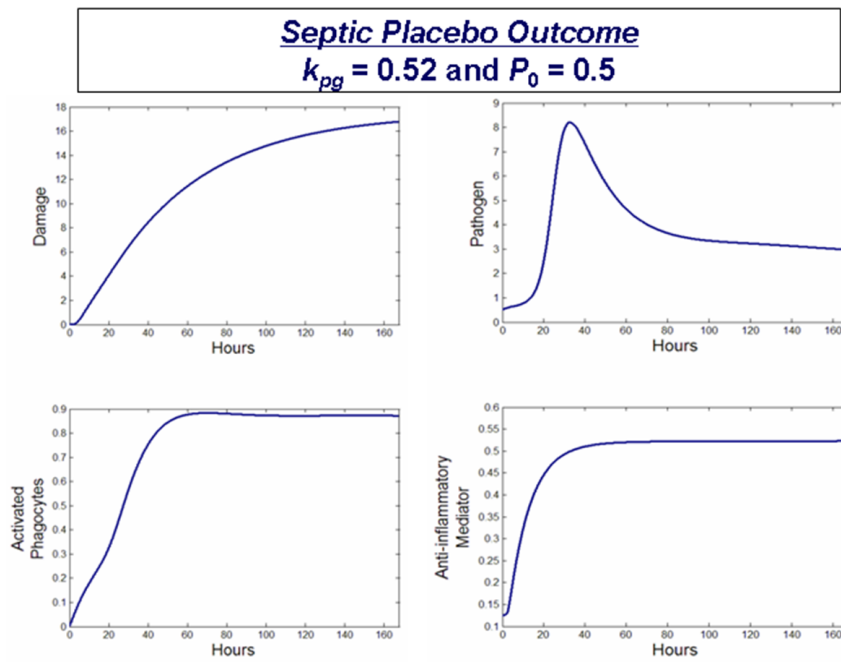 Septic Placebo Outcome
k_pg = 0.52 and P_0 = 0.5
18
16
14
12
10
8
6
4
2
0
Damage
0 20 40 60 80 100 120 140 160
Hours
9
8
7
6
5
4
3
2
1
0
Pathogen
0 20 40 60 80 100 120 140 160
Hours
0.9
0.8
0.7
0.6
0.5
0.4
0.3
0.2
0.1
0
Activated
Phagocytes
0 20 40 60 80 100 120 140 160
Hours
0.6
0.55
0.5
0.45
0.4
0.35
0.3
0.25
0.2
0.15
0.1
Anti-inflammatory
Mediator
0 20 40 60 80 100 120 140 160
Hours